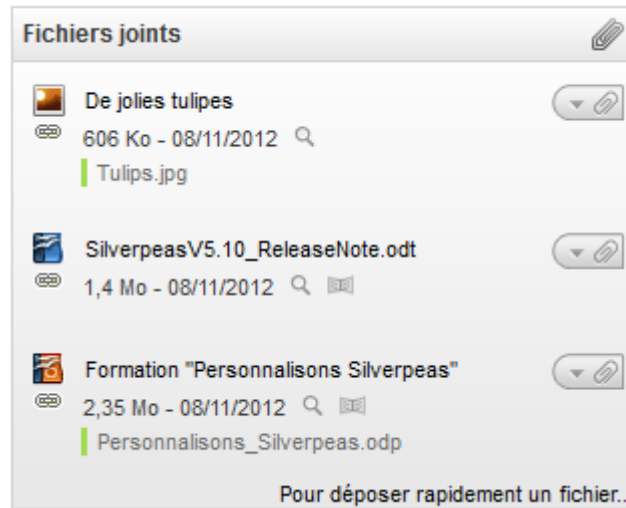 Fichiers joints
De jolies tulipes
606 Ko - 08/11/2012
Tulips.jpg
SilverpeasV5.10_ReleaseNote.odt
1,4 Mo - 08/11/2012
Formation "Personnalisons Silverpeas"
2,35 Mo - 08/11/2012
Personnalisons_Silverpeas.odp
Pour déposer rapidement un fichier..